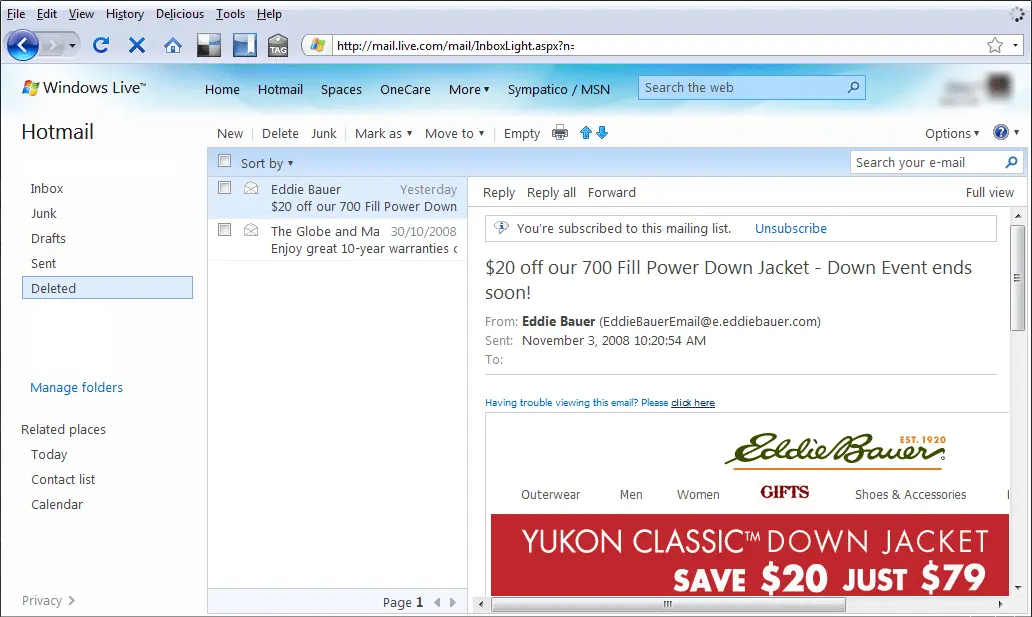 File Edit View History Delicious Tools Help
TAG
http://mail.live.com/mail/InboxLight.aspx?n=
Windows Live™
Home Hotmail Spaces OneCare More Sympatico / MSN
Search the web
Hotmail
New Delete Junk Mark as Move to Empty
Options
Sort by
Search your e-mail
Inbox
Junk
Drafts
Sent
Deleted
Manage folders
Related places
Today
Contact list
Calendar
Privacy
Eddie Bauer Yesterday
$20 off our 700 Fill Power Down
The Globe and Ma 30/10/2008
Enjoy great 10-year warranties c
Page 1
Reply Reply all Forward Full view
You're subscribed to this mailing list. Unsubscribe
$20 off our 700 Fill Power Down Jacket - Down Event ends
soon!
From: Eddie Bauer (EddieBauerEmail@e.eddiebauer.com)
Sent: November 3, 2008 10:20:54 AM
To:
Having trouble viewing this email? Please click here
EST. 1920
Eddie Bauer
Outerwear Men Women GIFTS Shoes & Accessories
YUKON CLASSIC™ DOWN JACKET
SAVE $20 JUST $79